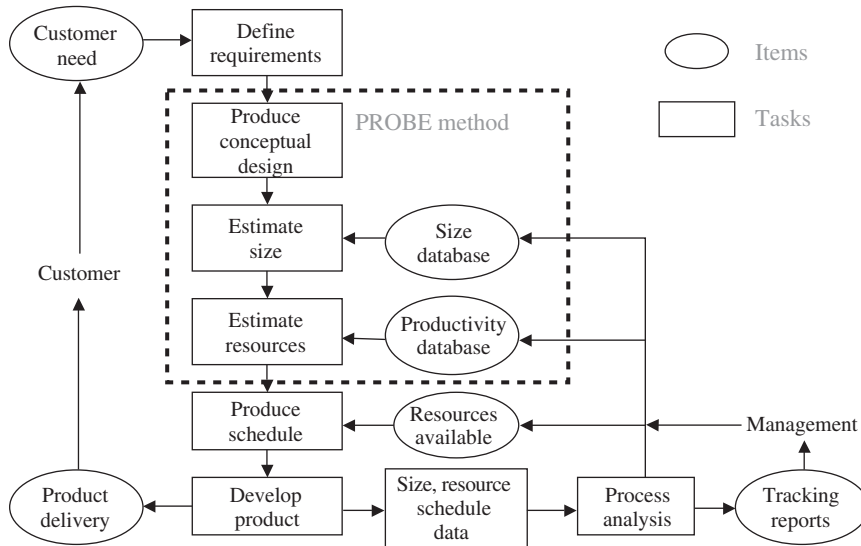 Customer
need
Define
requirements
Items
Produce
conceptual
design
PROBE method
Tasks
Estimate
size
Size
database
Customer
Estimate
resources
Productivity
database
Produce
schedule
Resources
available
Management
Product
delivery
Develop
product
Size, resource
schedule
data
Process
analysis
Tracking
reports